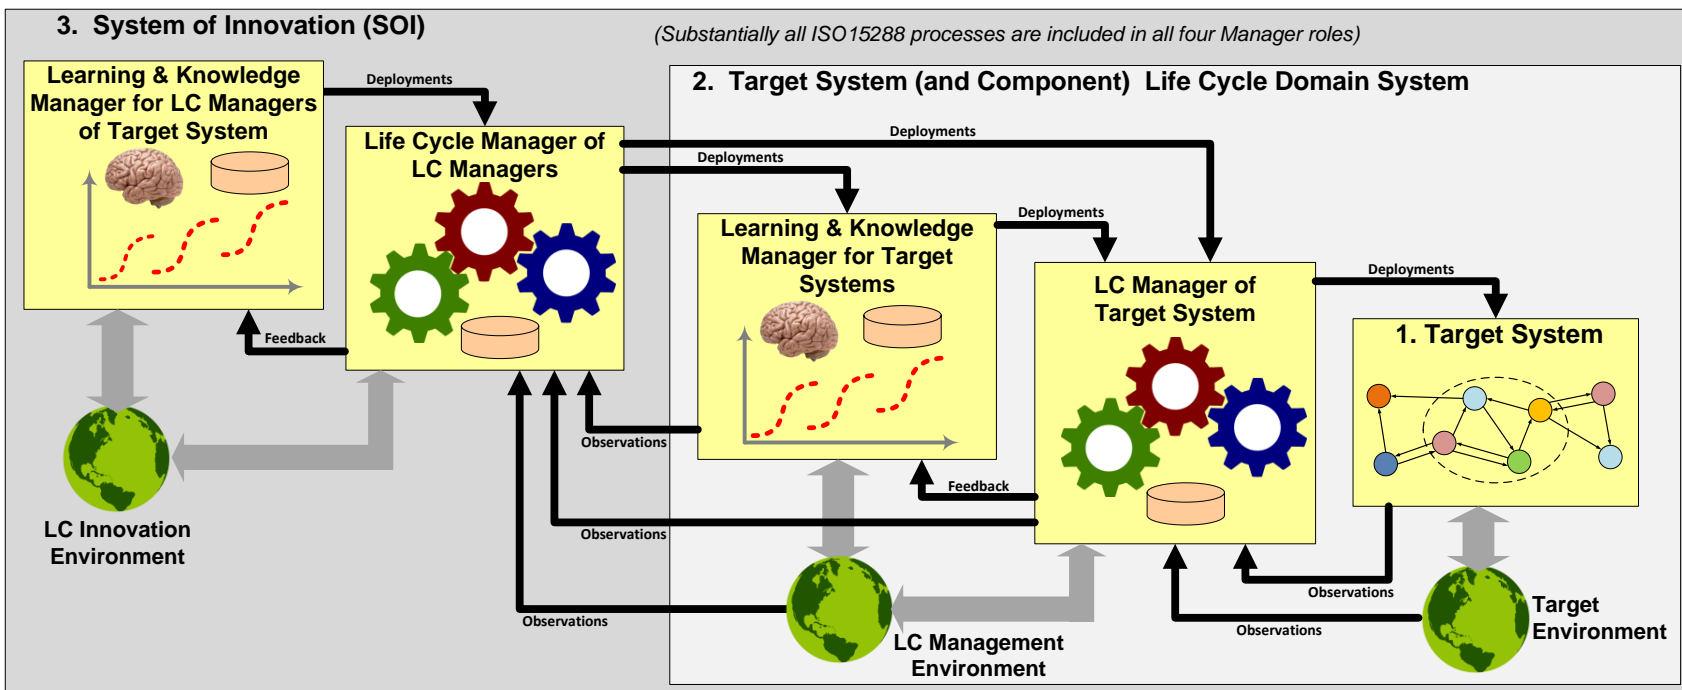 3. System of Innovation (SOI)
(Substantially all ISO15288 processes are included in all four Manager roles)
Learning & Knowledge
Manager for LC Managers
of Target System
Deployments
2. Target System (and Component) Life Cycle Domain System
Life Cycle Manager of
LC Managers
Deployments
Deployments
Learning & Knowledge
Manager for Target
Systems
Deployments
LC Manager of
Target System
Deployments
1. Target System
Feedback
Observations
Feedback
Observations
LC Innovation
Environment
Observations
Observations
Observations
LC Management
Environment
Target
Environment